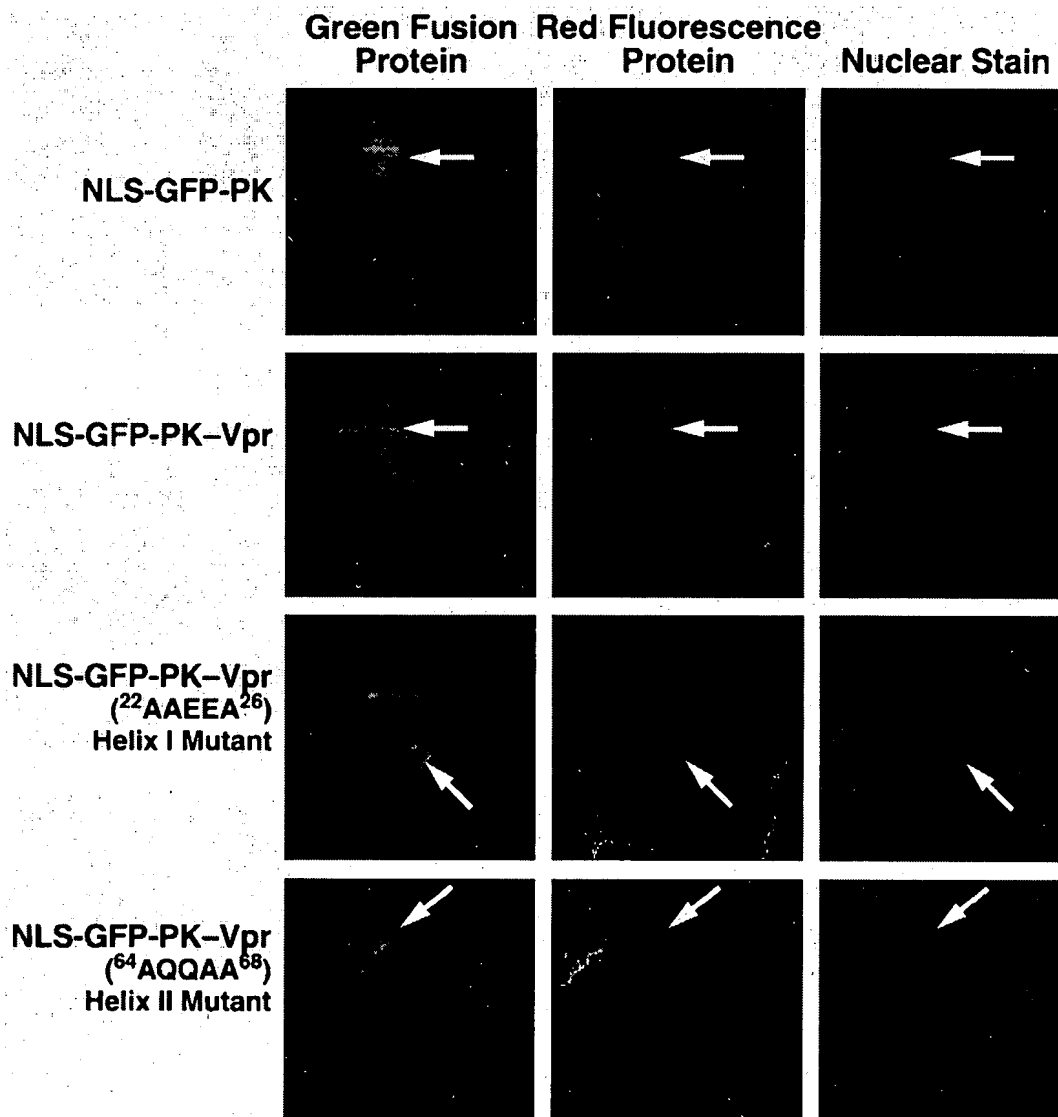 Green Fusion Protein
Red Fluorescence Protein
Nuclear Stain
NLS-GFP-PK
NLS-GFP-PK–Vpr
NLS-GFP-PK–Vpr
(²²AAEEA²⁶)
Helix I Mutant
NLS-GFP-PK–Vpr
(⁶⁴AQQAA⁶⁸)
Helix II Mutant